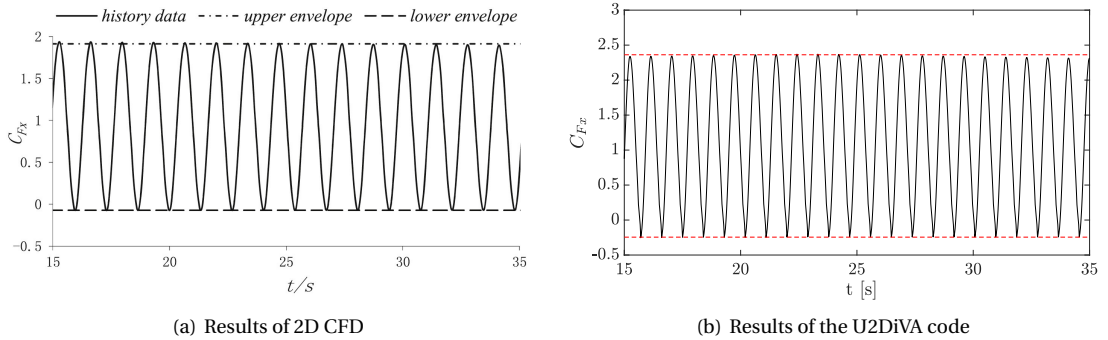 history data upper envelope lower envelope
2
1.5
1
0.5
0
-0.5
C_Fx
15 20 25 30 35
t/s
(a) Results of 2D CFD
3
2.5
2
1.5
1
0.5
0
-0.5
C_Fx
15 20 25 30 35
t [s]
(b) Results of the U2DiVA code